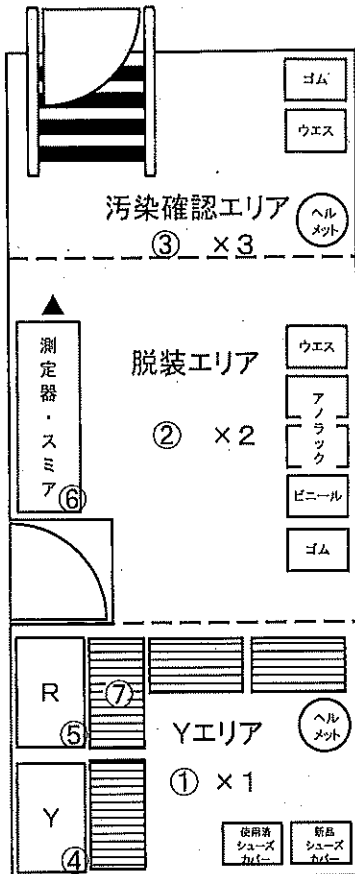 ゴム
ウエス
汚染確認エリア
ヘル
メット
③ ×3
測定器・スミア
⑥
脱装エリア
② ×2
ウエス
アノラック
ビニール
ゴム
R
⑤
⑦
Yエリア
ヘル
メット
① ×1
Y
④
使用済
シューズ
カバー
新品
シューズ
カバー